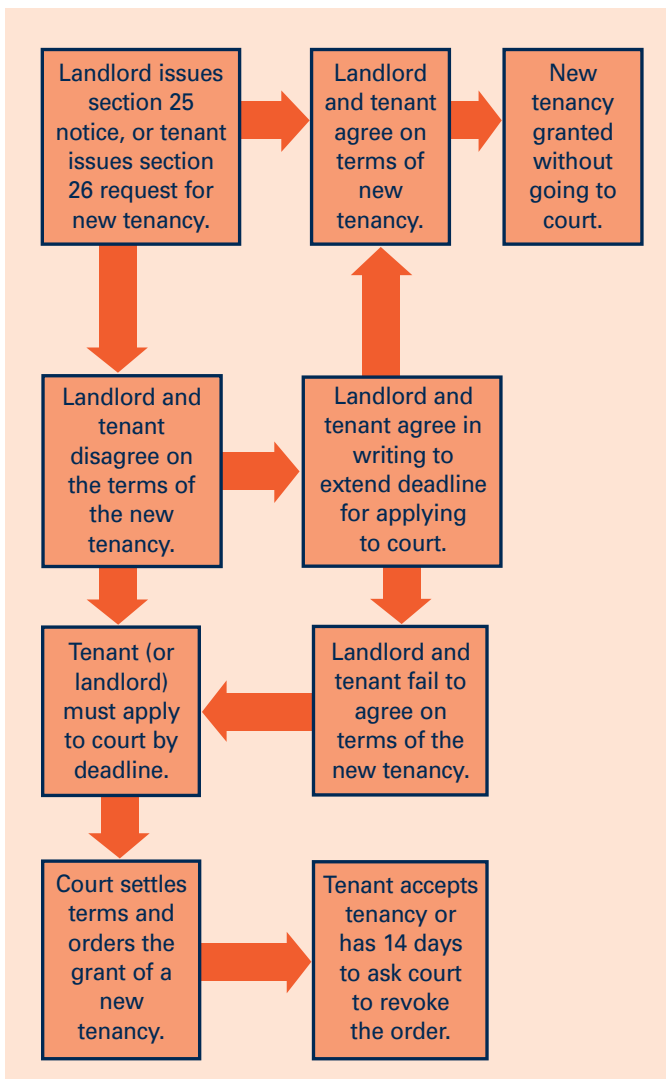 Landlord issues
section 25
notice, or tenant
issues section
26 request for
new tenancy.
Landlord
and tenant
agree on
terms of
new
tenancy.
New
tenancy
granted
without
going to
court.
Landlord and
tenant
disagree on
the terms of
the new
tenancy.
Landlord and
tenant agree in
writing to
extend deadline
for applying
to court.
Tenant (or
landlord)
must apply
to court by
deadline.
Landlord and
tenant fail to
agree on
terms of the
new tenancy.
Court settles
terms and
orders the
grant of a
new
tenancy.
Tenant accepts
tenancy or
has 14 days
to ask court
to revoke
the order.